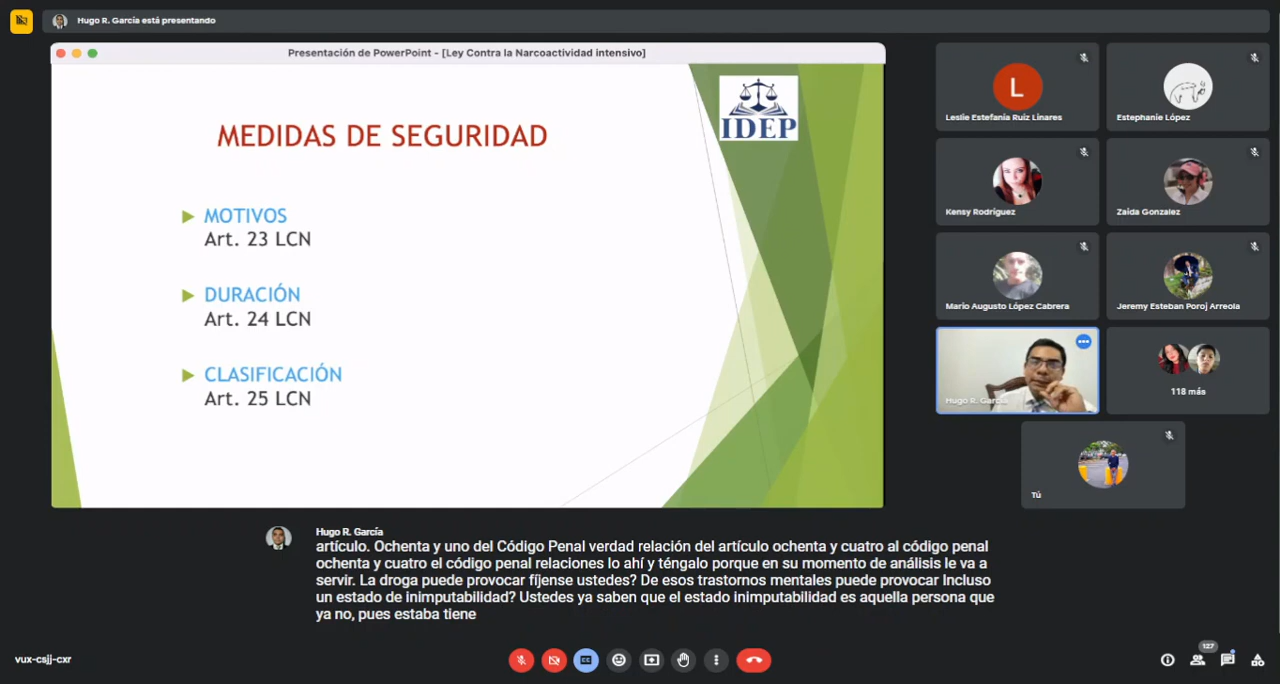 Hugo R. García está presentando
Presentación de PowerPoint - [Ley Contra la Narcoactividad intensivo]
IDEP
MEDIDAS DE SEGURIDAD
MOTIVOS
Art. 23 LCN
DURACIÓN
Art. 24 LCN
CLASIFICACIÓN
Art. 25 LCN
L
Leslie Estefanía Ruíz Linares
Estephanie López
Kensy Rodríguez
Zaida Gonzalez
Mario Augusto López Cabrera
Jeremy Esteban Poroj Arreola
Hugo R. García
118 más
Tú
Hugo R. García
artículo. Ochenta y uno del Código Penal verdad relación del artículo ochenta y cuatro al código penal
ochenta y cuatro el código penal relaciones lo ahí y téngalo porque en su momento de análisis le va a
servir. La droga puede provocar fíjense ustedes? De esos trastornos mentales puede provocar Incluso
un estado de inimputabilidad? Ustedes ya saben que el estado inimputabilidad es aquella persona que
ya no, pues estaba tiene
vux-csjj-cxr
CC
127